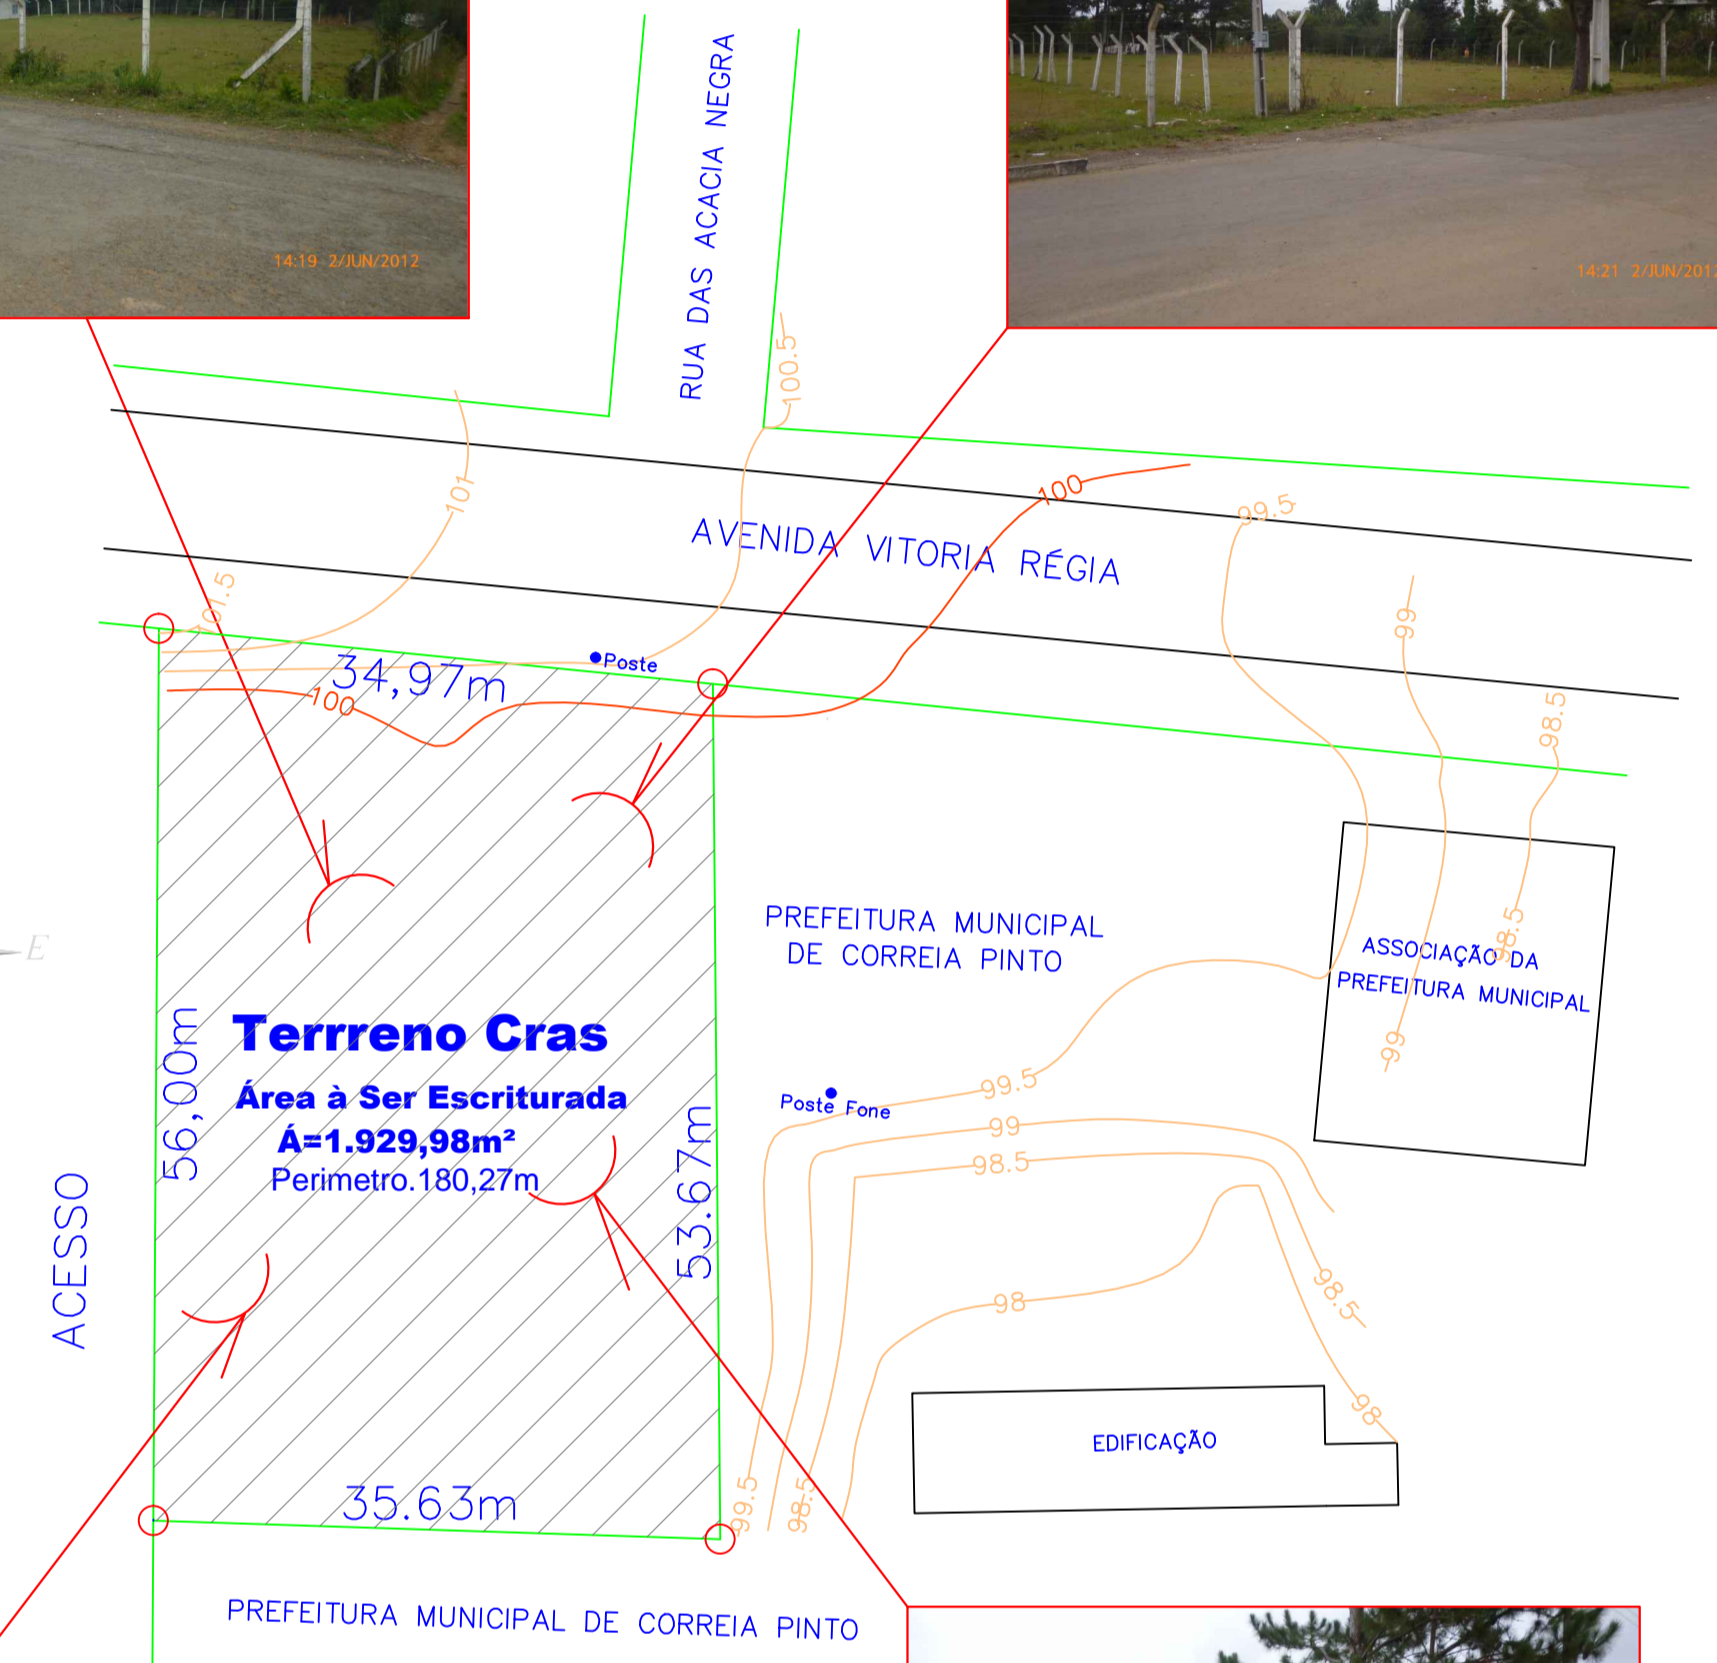 14:19 2/JUN/2012
14:21 2/JUN/2012
RUA DAS ACACIA NEGRA
100.5
101
100
99.5
AVENIDA VITORIA RÉGIA
101.5
99
98.5
Poste
34,97m
100
98.5
PREFEITURA MUNICIPAL
DE CORREIA PINTO
ASSOCIAÇÃO DA
PREFEITURA MUNICIPAL
E
99
Terrreno Cras
Área à Ser Escriturada
Á=1.929,98m²
Perimetro.180,27m
56,00m
53.67m
ACESSO
Poste Fone
99.5
99
98.5
98
98.5
98
EDIFICAÇÃO
35.63m
99.5
98.5
PREFEITURA MUNICIPAL DE CORREIA PINTO